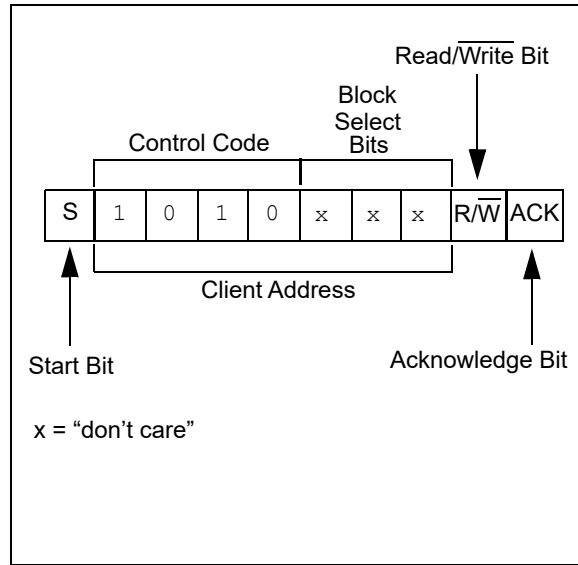 Read/Write Bit
Block
Select
Bits
Control Code
S 1 0 1 0 x x x R/W ACK
Client Address
Start Bit
Acknowledge Bit
x = “don’t care”